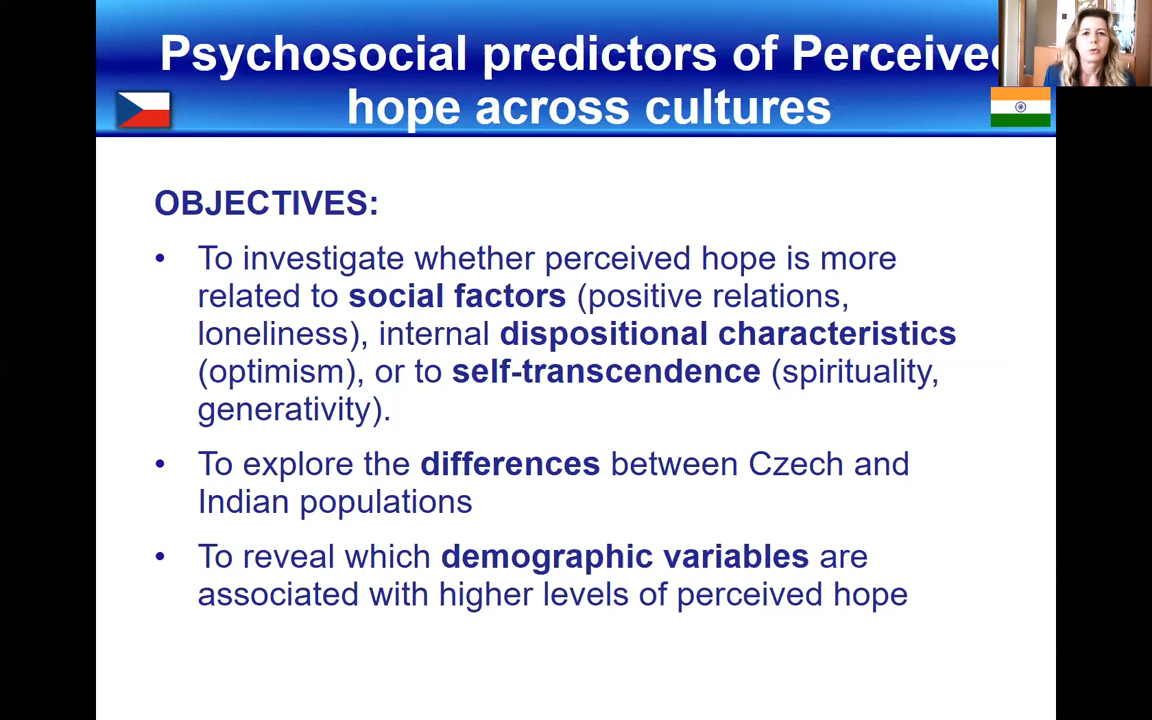 Psychosocial predictors of Perceive
hope across cultures
OBJECTIVES:
• To investigate whether perceived hope is more
related to social factors (positive relations,
loneliness), internal dispositional characteristics
(optimism), or to self-transcendence (spirituality,
generativity).
• To explore the differences between Czech and
Indian populations
• To reveal which demographic variables are
associated with higher levels of perceived hope